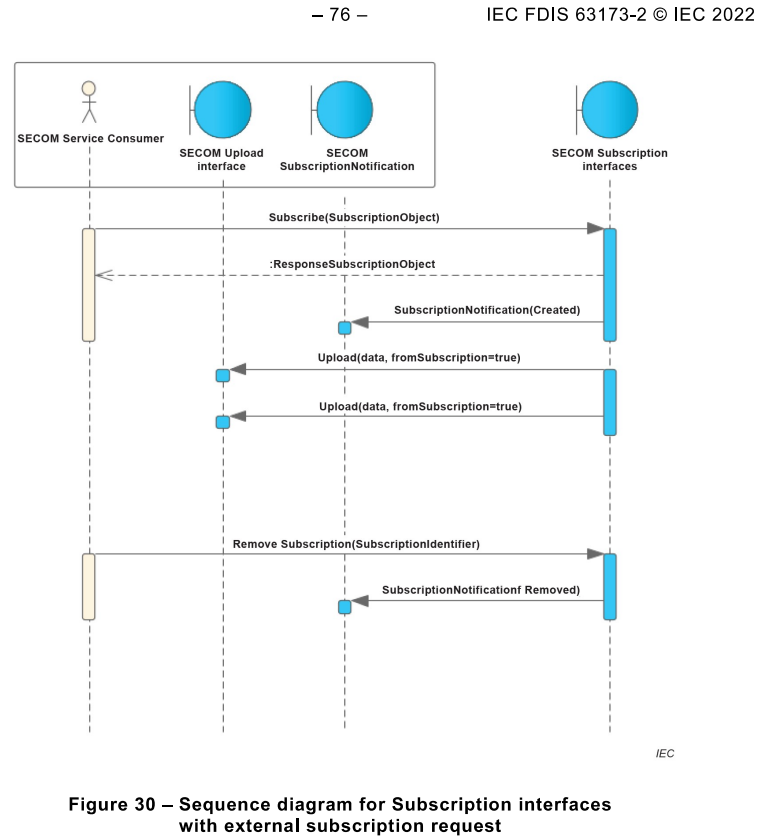 – 76 –
IEC FDIS 63173-2 © IEC 2022
SECOM Service Consumer
SECOM Upload
interface
SECOM
SubscriptionNotification
SECOM Subscription
interfaces
Subscribe(SubscriptionObject)
:ResponseSubscriptionObject
SubscriptionNotification(Created)
Upload(data, fromSubscription=true)
Upload(data, fromSubscription=true)
Remove Subscription(SubscriptionIdentifier)
SubscriptionNotificationf Removed)
IEC
Figure 30 – Sequence diagram for Subscription interfaces
with external subscription request